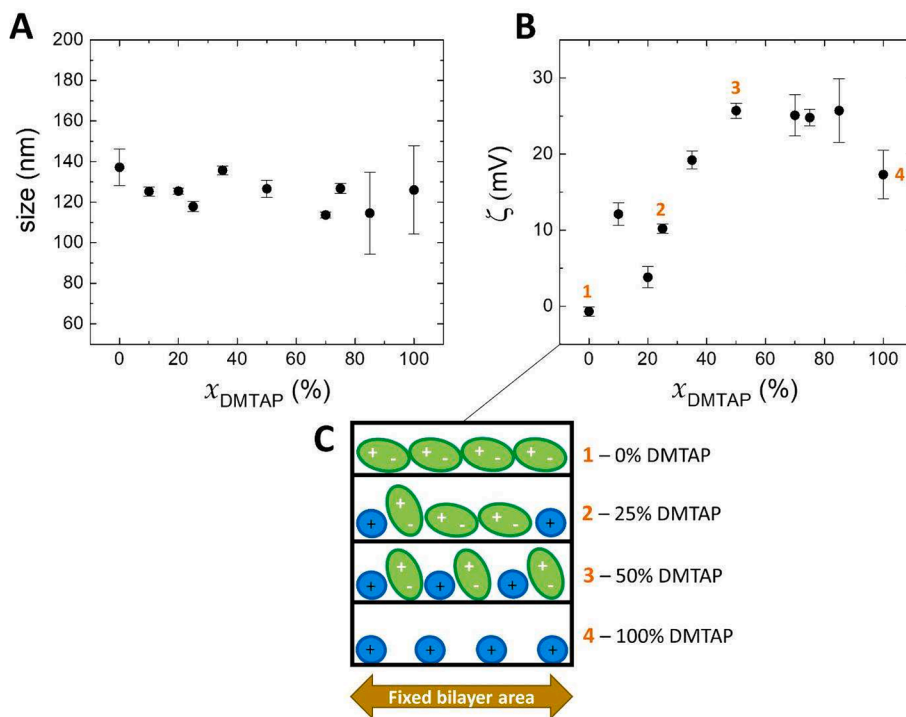 A
200
180
160
140
120
100
80
60
size (nm)
0 20 40 60 80 100
xDMTAP (%)
B
30
20
10
0
ζ (mV)
1
2
3
4
0 20 40 60 80 100
xDMTAP (%)
C
+ - + - + - + -
1 – 0% DMTAP
+ + - + - + - +
2 – 25% DMTAP
+ + - + + - + + -
3 – 50% DMTAP
+ + + +
4 – 100% DMTAP
Fixed bilayer area